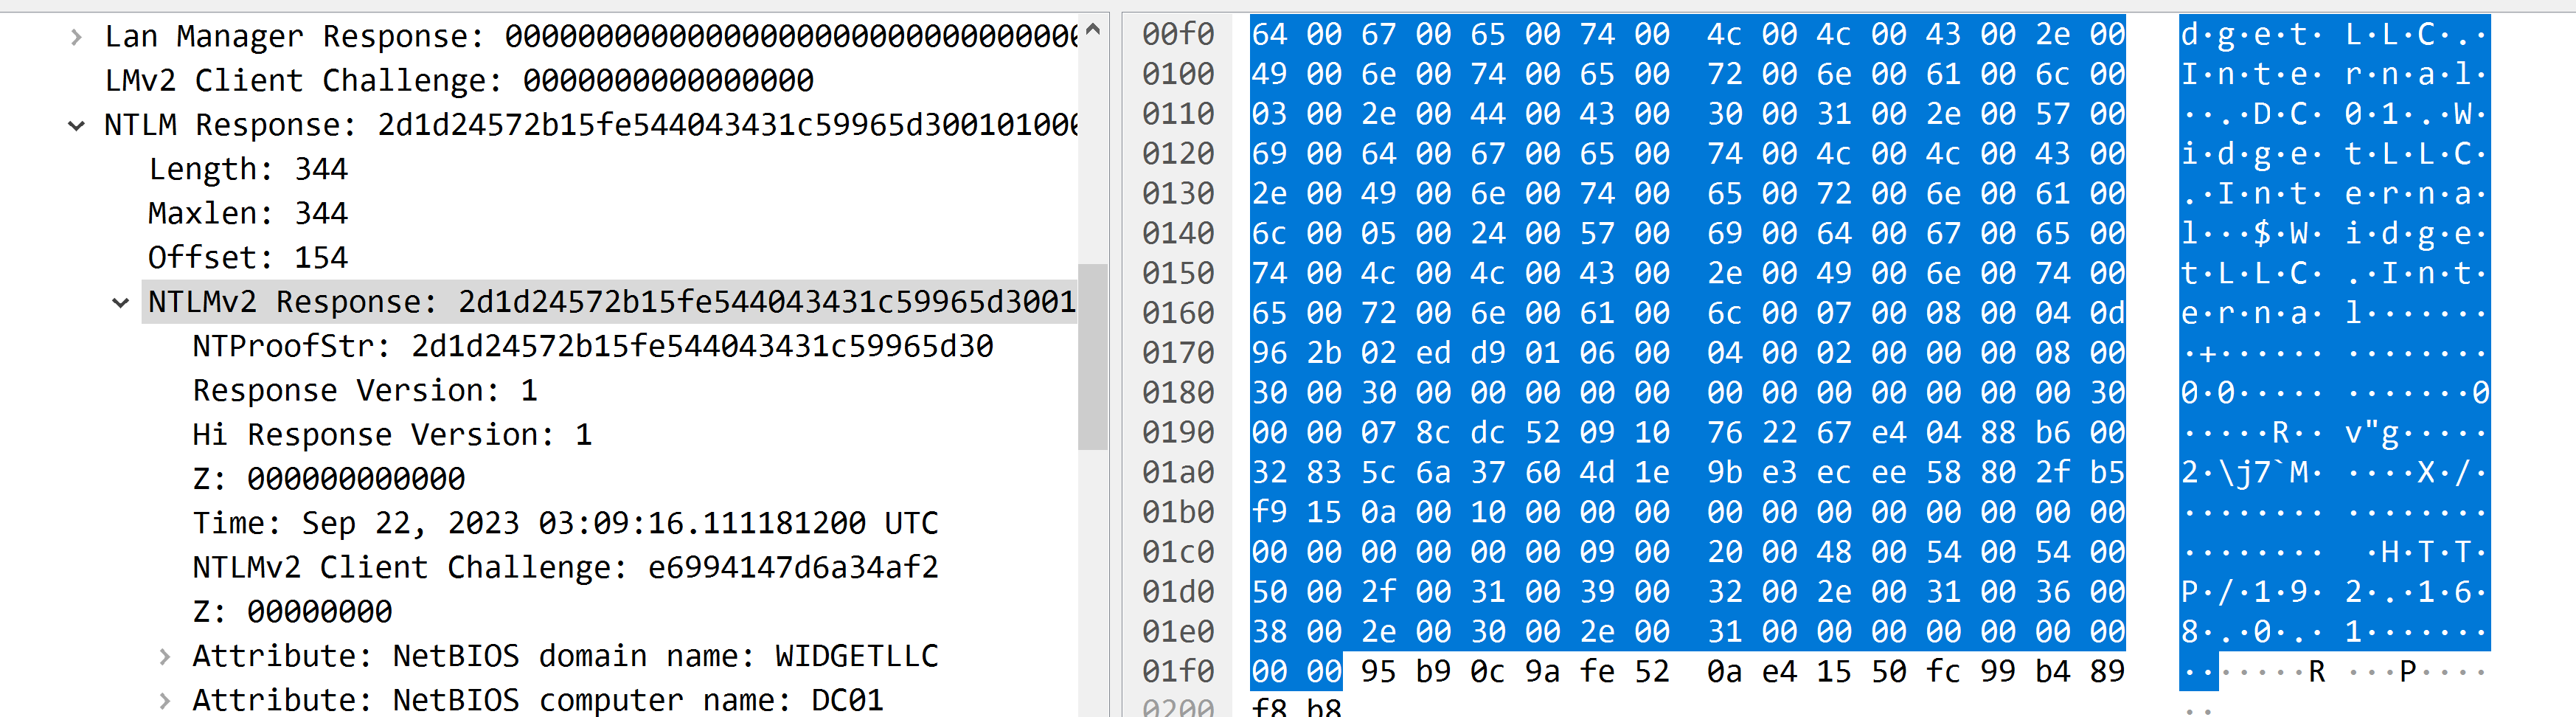 Lan Manager Response: 00000000000000000000000000000000
LMv2 Client Challenge: 0000000000000000
NTLM Response: 2d1d24572b15fe544043431c59965d300101000
Length: 344
Maxlen: 344
Offset: 154
NTLMv2 Response: 2d1d24572b15fe544043431c59965d3001
NTProofStr: 2d1d24572b15fe544043431c59965d30
Response Version: 1
Hi Response Version: 1
Z: 000000000000
Time: Sep 22, 2023 03:09:16.111181200 UTC
NTLMv2 Client Challenge: e6994147d6a34af2
Z: 00000000
Attribute: NetBIOS domain name: WIDGETLLC
Attribute: NetBIOS computer name: DC01
00f0 64 00 67 00 65 00 74 00 4c 00 4c 00 43 00 2e 00 d·g·e·t· L·L·C·.·
0100 49 00 6e 00 74 00 65 00 72 00 6e 00 61 00 6c 00 I·n·t·e· r·n·a·l·
0110 03 00 2e 00 44 00 43 00 30 00 31 00 2e 00 57 00 ··.·D·C· 0·1·.·W·
0120 69 00 64 00 67 00 65 00 74 00 4c 00 4c 00 43 00 i·d·g·e· t·L·L·C·
0130 2e 00 49 00 6e 00 74 00 65 00 72 00 6e 00 61 00 .·I·n·t· e·r·n·a·
0140 6c 00 05 00 24 00 57 00 69 00 64 00 67 00 65 00 l···$·W· i·d·g·e·
0150 74 00 4c 00 4c 00 43 00 2e 00 49 00 6e 00 74 00 t·L·L·C· .·I·n·t·
0160 65 00 72 00 6e 00 61 00 6c 00 07 00 08 00 04 0d e·r·n·a· l·······
0170 96 2b 02 ed d9 01 06 00 04 00 02 00 00 00 08 00 ·+······ ········
0180 30 00 30 00 00 00 00 00 00 00 00 00 00 00 00 30 0·0····· ·······0
0190 00 00 07 8c dc 52 09 10 76 22 67 e4 04 88 b6 00 ·····R·· v"g·····
01a0 32 83 5c 6a 37 60 4d 1e 9b e3 ec ee 58 80 2f b5 2·\j7`M· ····X·/·
01b0 f9 15 0a 00 10 00 00 00 00 00 00 00 00 00 00 00 ········ ········
01c0 00 00 00 00 00 00 09 00 20 00 48 00 54 00 54 00 ········ ·H·T·T·
01d0 50 00 2f 00 31 00 39 00 32 00 2e 00 31 00 36 00 P·/·1·9· 2·.·1·6·
01e0 38 00 2e 00 30 00 2e 00 31 00 00 00 00 00 00 00 8·.·0·.· 1·······
01f0 00 00 95 b9 0c 9a fe 52 0a e4 15 50 fc 99 b4 89 ·······R ···P····
0200 f8 b8 ··